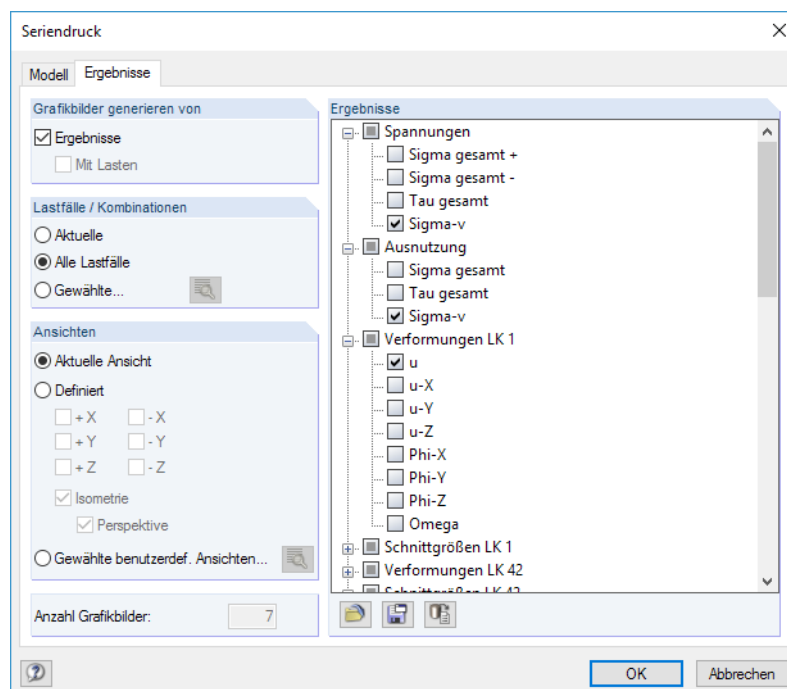 Seriendruck
Modell
Ergebnisse
Grafikbilder generieren von
Ergebnisse
Mit Lasten
Lastfälle / Kombinationen
Aktuelle
Alle Lastfälle
Gewählte...
Ansichten
Aktuelle Ansicht
Definiert
+ X - X
+ Y - Y
+ Z - Z
Isometrie
Perspektive
Gewählte benutzerdef. Ansichten...
Anzahl Grafikbilder: 7
Ergebnisse
Spannungen
Sigma gesamt +
Sigma gesamt -
Tau gesamt
Sigma-v
Ausnutzung
Sigma gesamt
Tau gesamt
Sigma-v
Verformungen LK 1
u
u-X
u-Y
u-Z
Phi-X
Phi-Y
Phi-Z
Omega
Schnittgrößen LK 1
Verformungen LK 42
Schnittgrößen LK 42
OK
Abbrechen